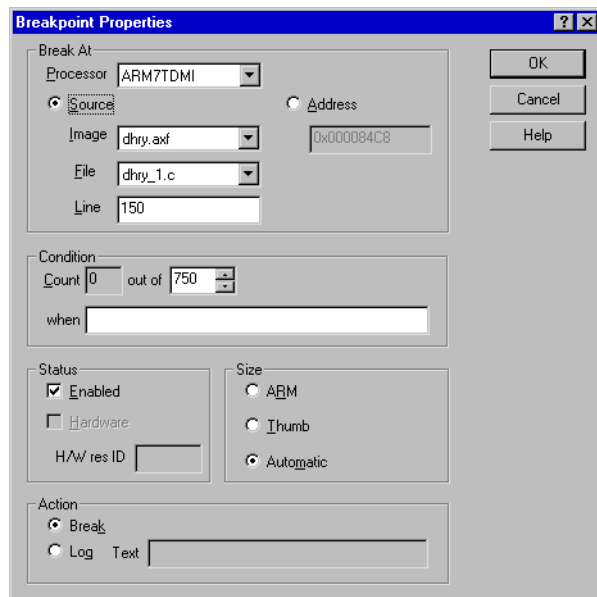 Breakpoint Properties
Break At
Processor ARM7TDMI
Source Address
Image dhry.axf 0x000084C8
File dhry_1.c
Line 150
OK
Cancel
Help
Condition
Count 0 out of 750
when
Status
Enabled
Hardware
H/W res ID
Size
ARM
Thumb
Automatic
Action
Break
Log Text